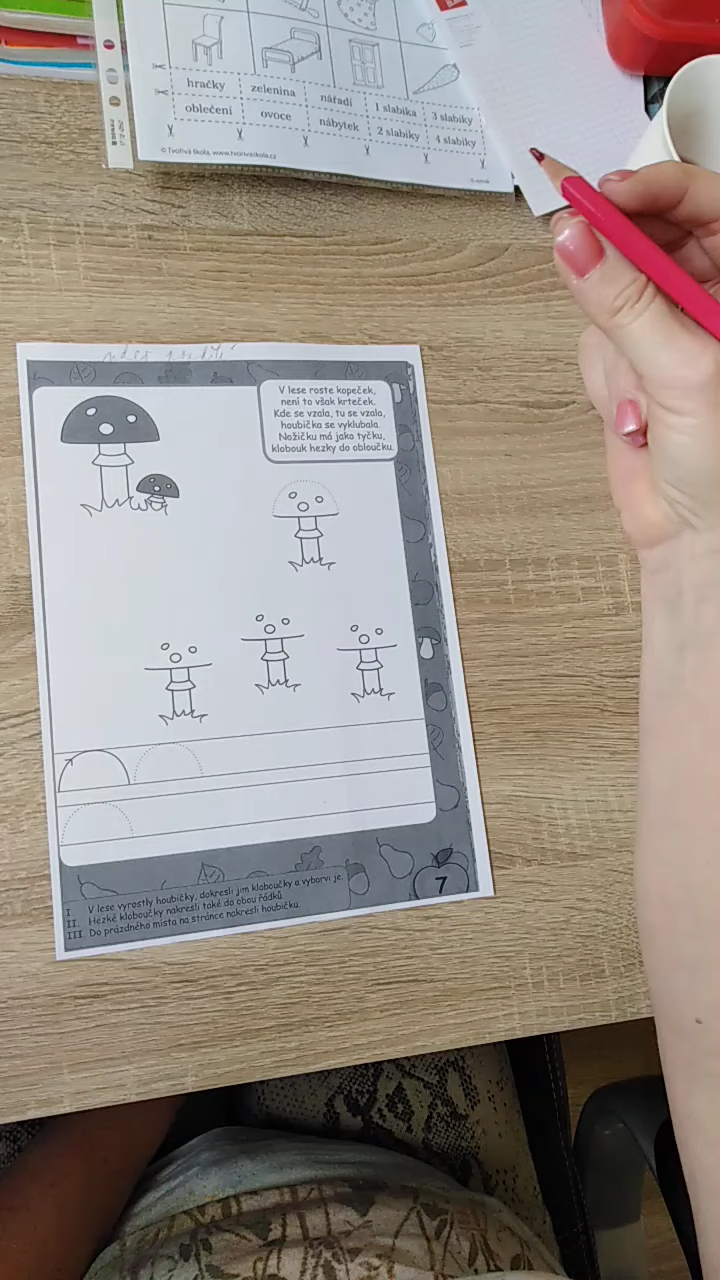 hračky zelenina nářadí 1 slabika 3 slabiky
oblečení ovoce nábytek 2 slabiky 4 slabiky
© Tvořivá škola, www.tvorivaskola.cz
V lese roste kopeček,
není to však krteček.
Kde se vzala, tu se vzala,
houbička se vyklubala.
Nožičku má jako tyčku,
klobouk hezky do obloučku.
7
I. V lese vyrostly houbičky, dokresli jim kloboučky a vybarvi je.
II. Hezké kloboučky nakresli také do obou řádků.
III. Do prázdného místa na stránce nakresli houbičku.